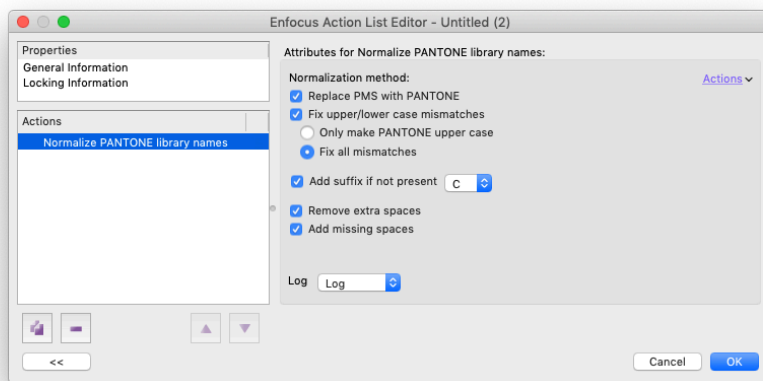 Enfocus Action List Editor - Untitled (2)
Properties
General Information
Locking Information
Actions
Normalize PANTONE library names
<<
Attributes for Normalize PANTONE library names:
Normalization method:
Actions
Replace PMS with PANTONE
Fix upper/lower case mismatches
Only make PANTONE upper case
Fix all mismatches
Add suffix if not present C
Remove extra spaces
Add missing spaces
Log Log
Cancel OK